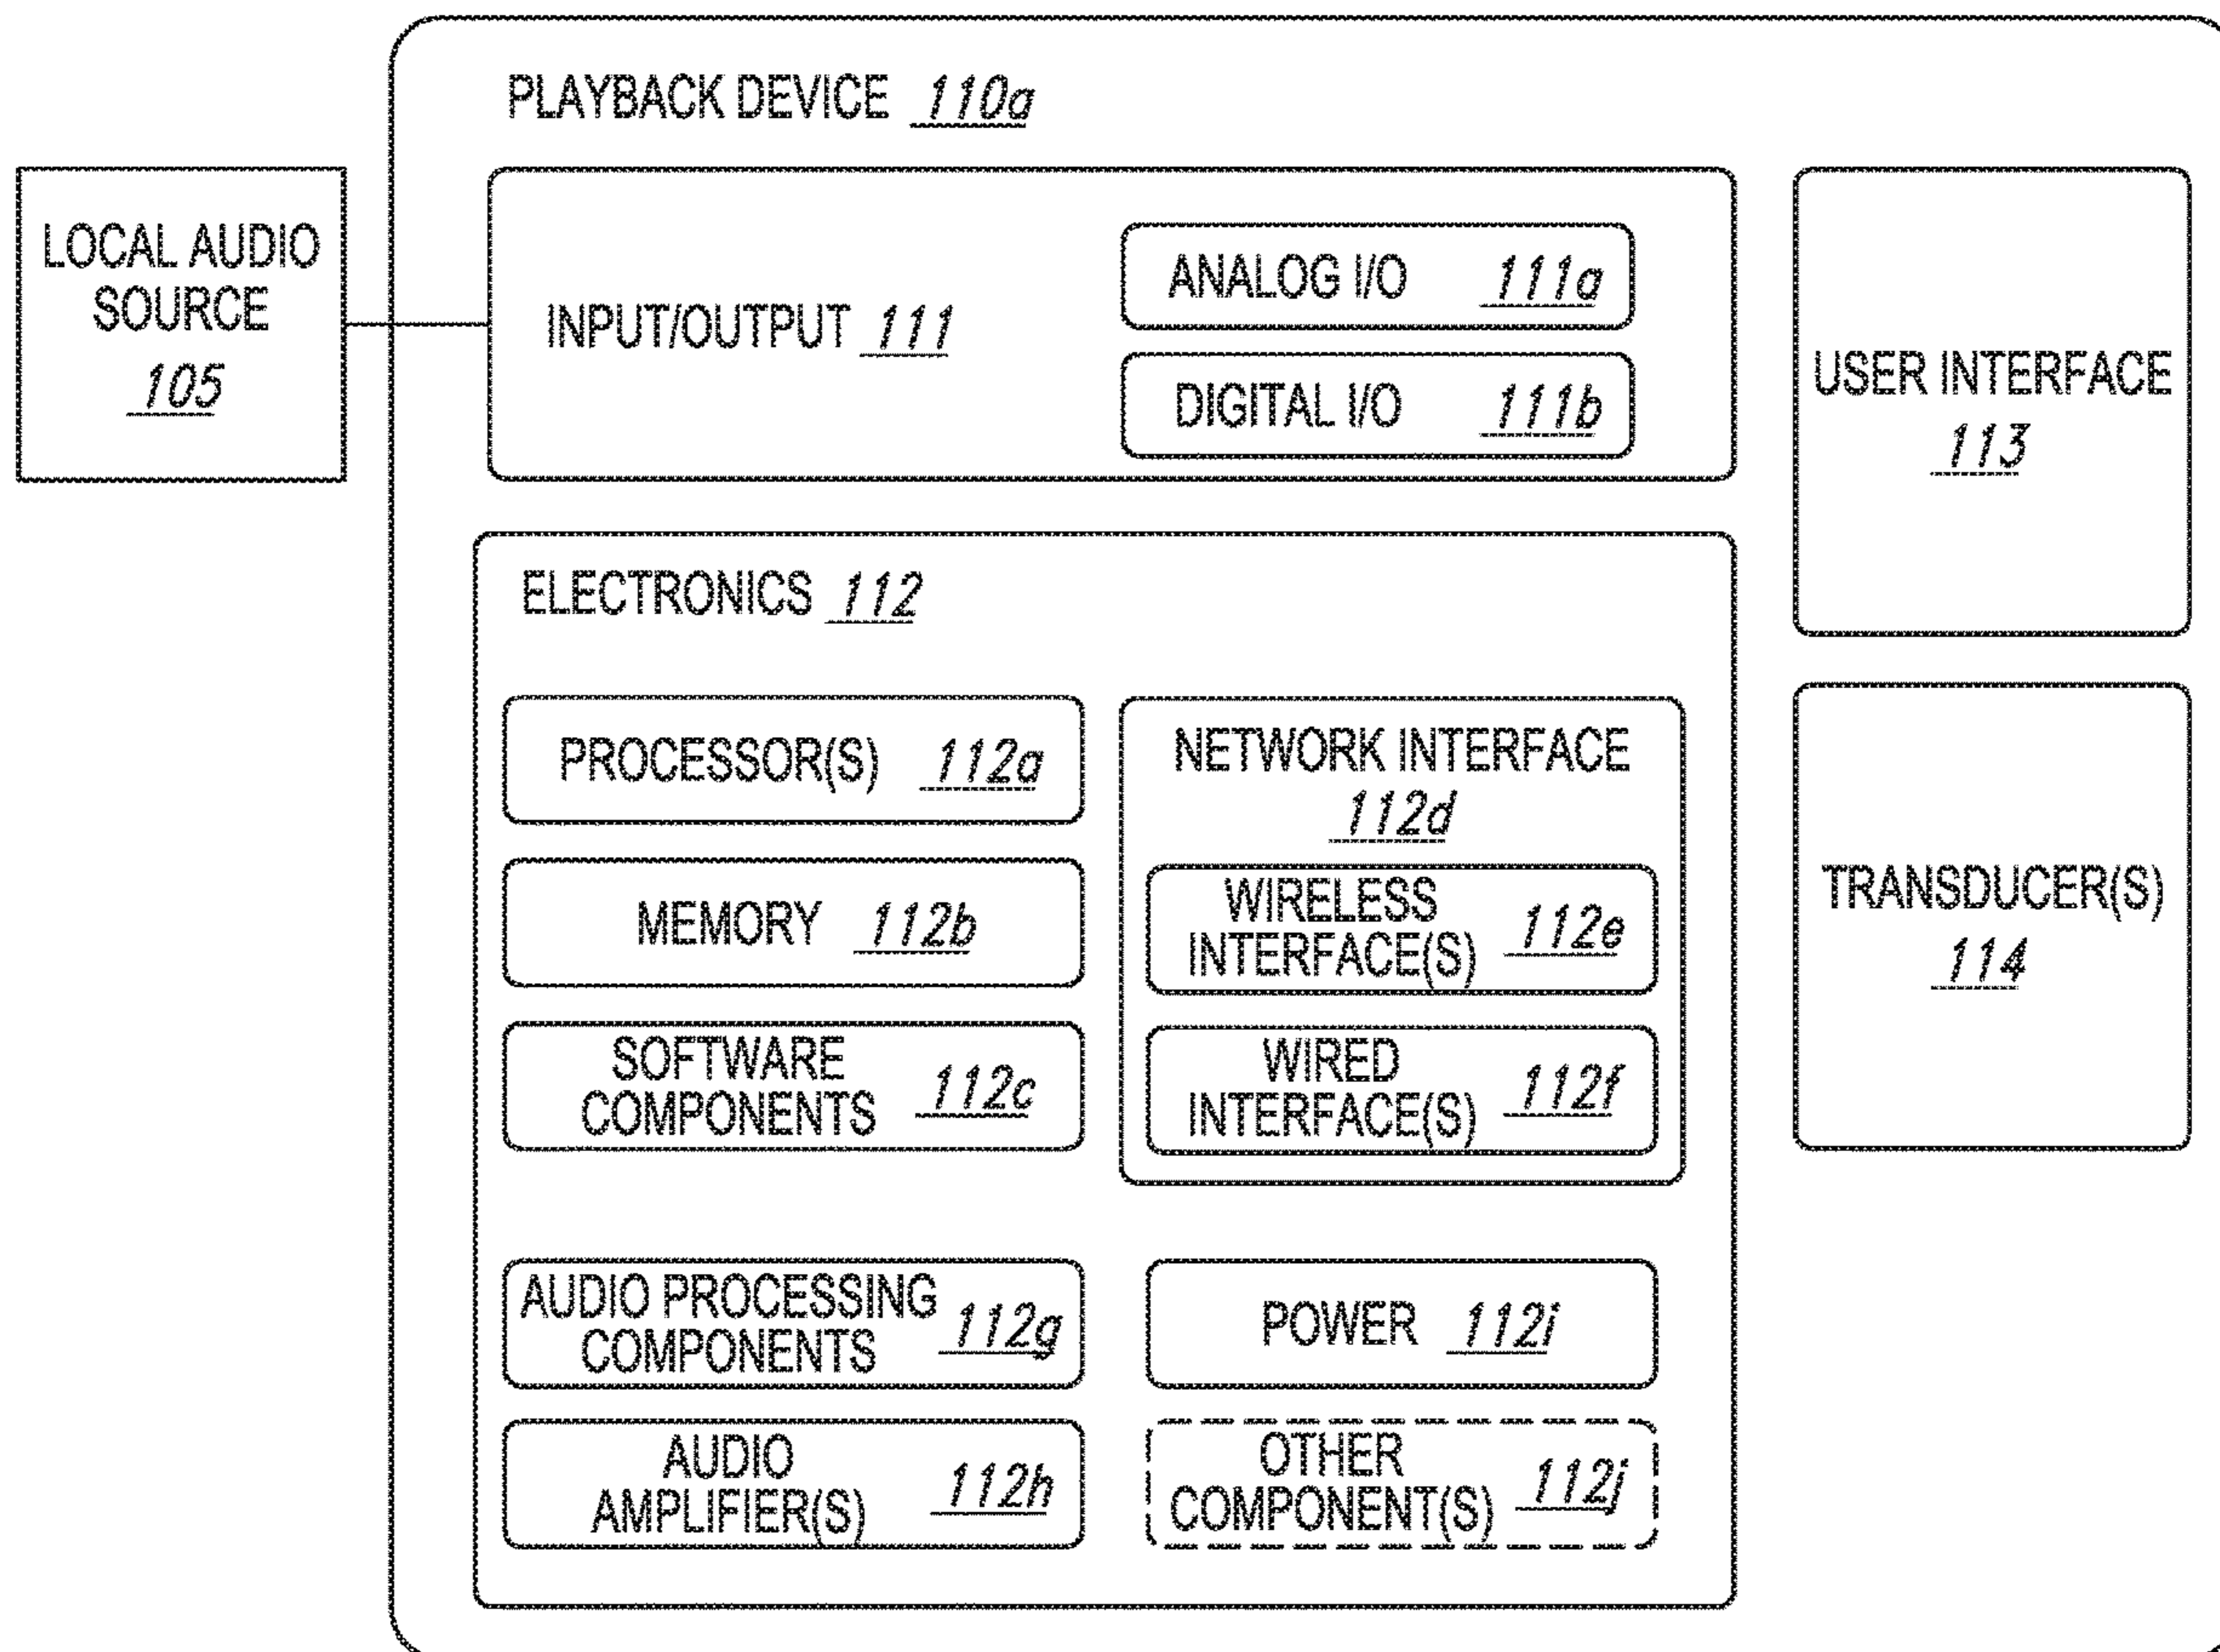 PLAYBACK DEVICE 110a
LOCAL AUDIO
SOURCE
105
INPUT/OUTPUT 111
ANALOG I/O 111a
DIGITAL I/O 111b
USER INTERFACE
113
ELECTRONICS 112
PROCESSOR(S) 112a
MEMORY 112b
SOFTWARE
COMPONENTS 112c
NETWORK INTERFACE
112d
WIRELESS
INTERFACE(S) 112e
WIRED
INTERFACE(S) 112f
TRANSDUCER(S)
114
AUDIO PROCESSING
COMPONENTS 112g
POWER 112i
AUDIO
AMPLIFIER(S) 112h
OTHER
COMPONENT(S) 112j